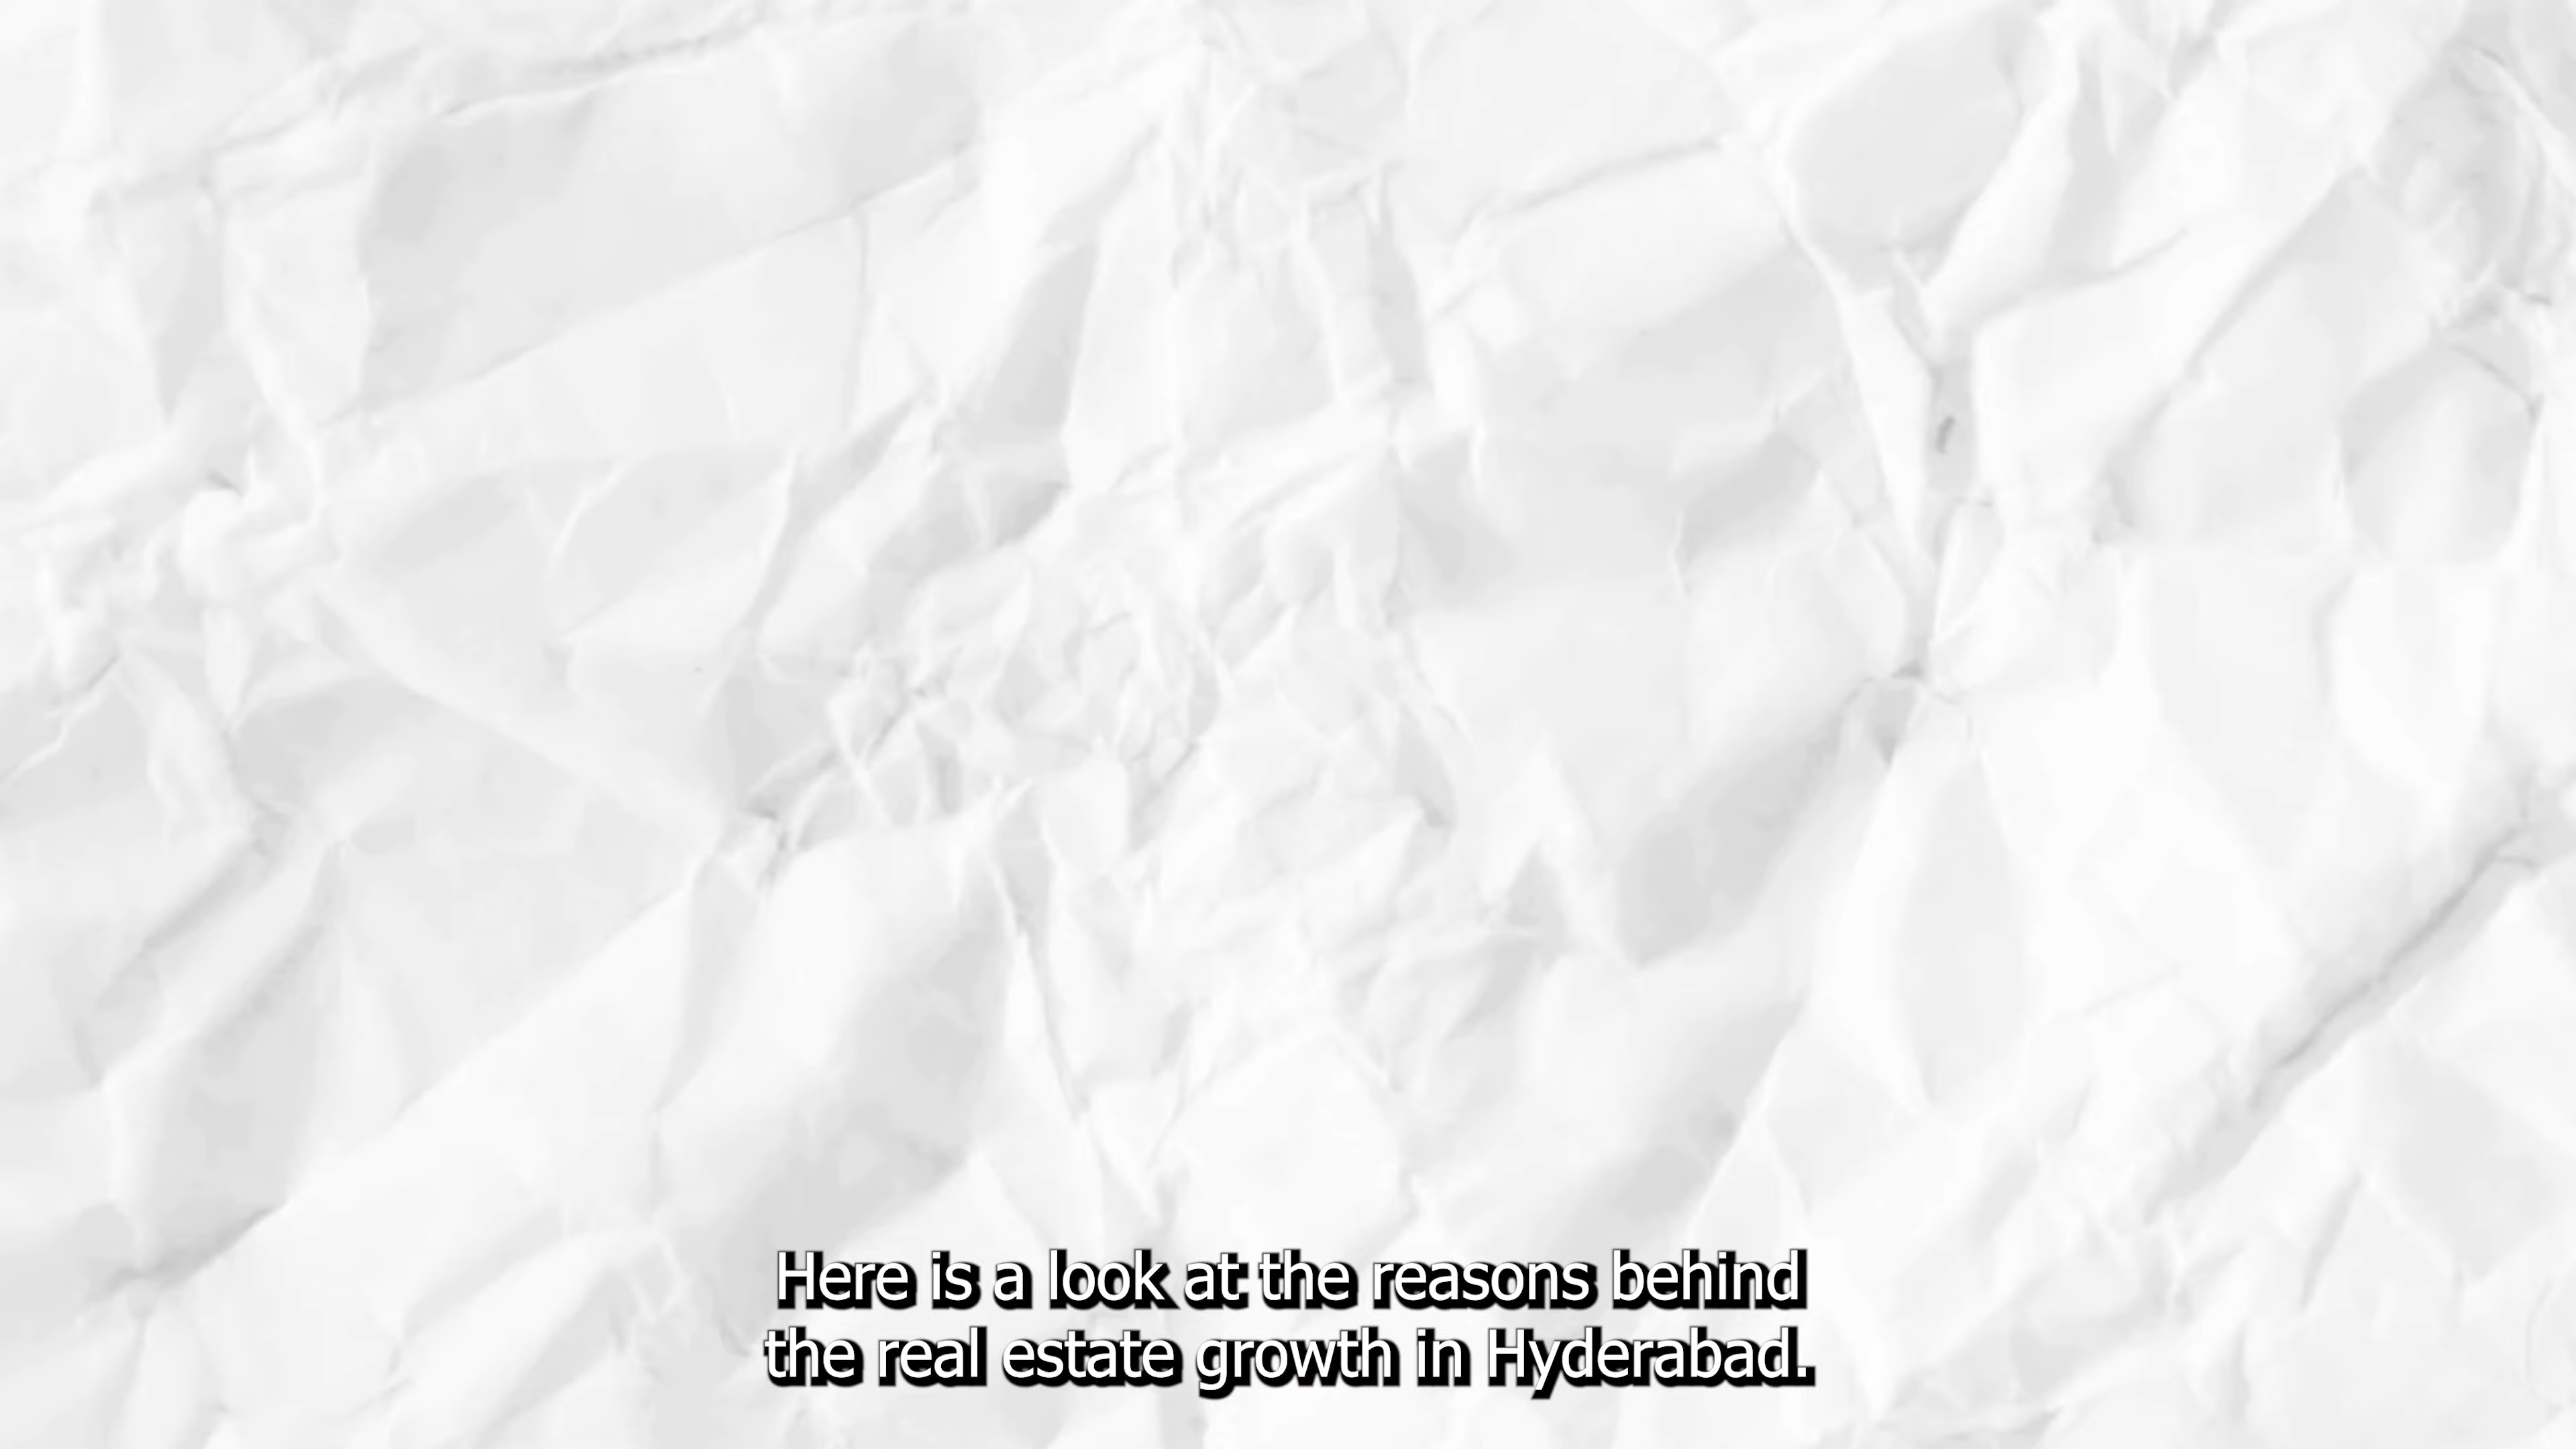 Here is a look at the reasons behind
the real estate growth in Hyderabad.